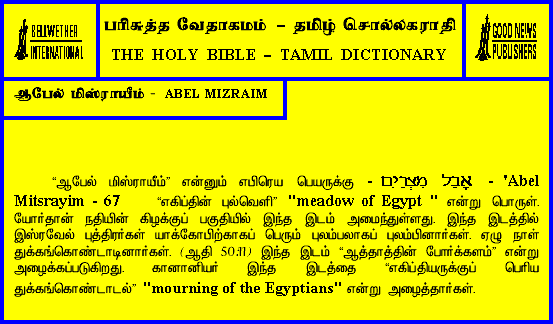 BELLWETHER
INTERNATIONAL
பரிசுத்த வேதாகமம் – தமிழ் சொல்லகராதி
THE HOLY BIBLE – TAMIL DICTIONARY
GOOD NEWS
PUBLISHERS
ஆபேல் மிஸ்ராயீம் - ABEL MIZRAIM
“ஆபேல் மிஸ்ராயீம்” என்னும் எபிரெய பெயருக்கு - אָבֵל מִצְרַיִם - 'Abel
Mitsrayim - 67 “எகிப்தின் புல்வெளி” "meadow of Egypt " என்று பொருள்.
யோர்தான் நதியின் கிழக்குப் பகுதியில் இந்த இடம் அமைந்துள்ளது. இந்த இடத்தில்
இஸ்ரவேல் புத்திரர்கள் யாக்கோபிற்காகப் பெரும் புலம்பலாகப் புலம்பினார்கள். ஏழு நாள்
துக்கங்கொண்டாடினார்கள். (ஆதி 50:11) இந்த இடம் “ஆத்தாத்தின் போர்க்களம்” என்று
அழைக்கப்படுகிறது. கானானியர் இந்த இடத்தை “எகிப்தியருக்குப் பெரிய
துக்கங்கொண்டாடல்” "mourning of the Egyptians" என்று அழைத்தார்கள்.